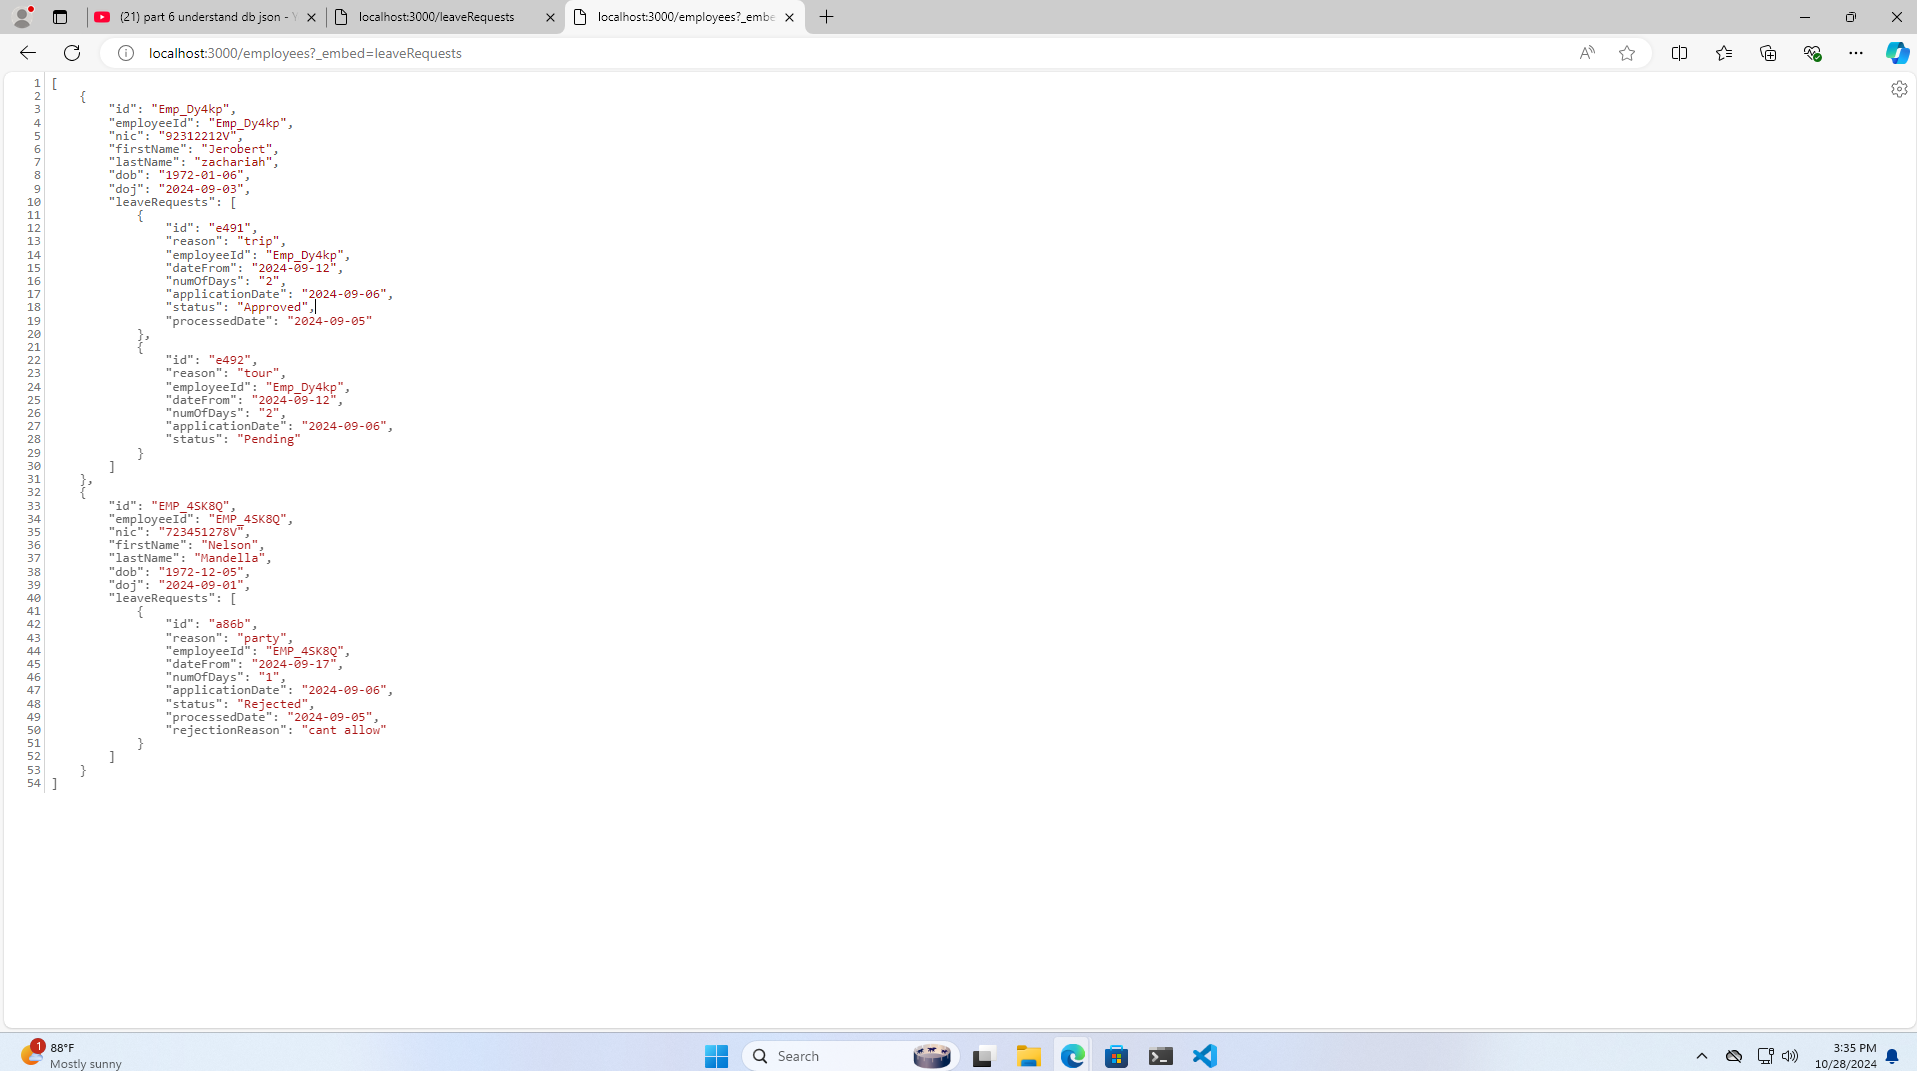 (21) part 6 understand db json - Y
localhost:3000/leaveRequests
localhost:3000/employees?_embe
localhost:3000/employees?_embed=leaveRequests
1 [
2 {
3 "id": "Emp_Dy4kp",
4 "employeeId": "Emp_Dy4kp",
5 "nic": "92312212V",
6 "firstName": "Jerobert",
7 "lastName": "zachariah",
8 "dob": "1972-01-06",
9 "doj": "2024-09-03",
10 "leaveRequests": [
11 {
12 "id": "e491",
13 "reason": "trip",
14 "employeeId": "Emp_Dy4kp",
15 "dateFrom": "2024-09-12",
16 "numOfDays": "2",
17 "applicationDate": "2024-09-06",
18 "status": "Approved",
19 "processedDate": "2024-09-05"
20 },
21 {
22 "id": "e492",
23 "reason": "tour",
24 "employeeId": "Emp_Dy4kp",
25 "dateFrom": "2024-09-12",
26 "numOfDays": "2",
27 "applicationDate": "2024-09-06",
28 "status": "Pending"
29 }
30 ]
31 },
32 {
33 "id": "EMP_4SK8Q",
34 "employeeId": "EMP_4SK8Q",
35 "nic": "723451278V",
36 "firstName": "Nelson",
37 "lastName": "Mandella",
38 "dob": "1972-12-05",
39 "doj": "2024-09-01",
40 "leaveRequests": [
41 {
42 "id": "a86b",
43 "reason": "party",
44 "employeeId": "EMP_4SK8Q",
45 "dateFrom": "2024-09-17",
46 "numOfDays": "1",
47 "applicationDate": "2024-09-06",
48 "status": "Rejected",
49 "processedDate": "2024-09-05",
50 "rejectionReason": "cant allow"
51 }
52 ]
53 }
54 ]
1
88°F
Mostly sunny
Search
3:35 PM
10/28/2024